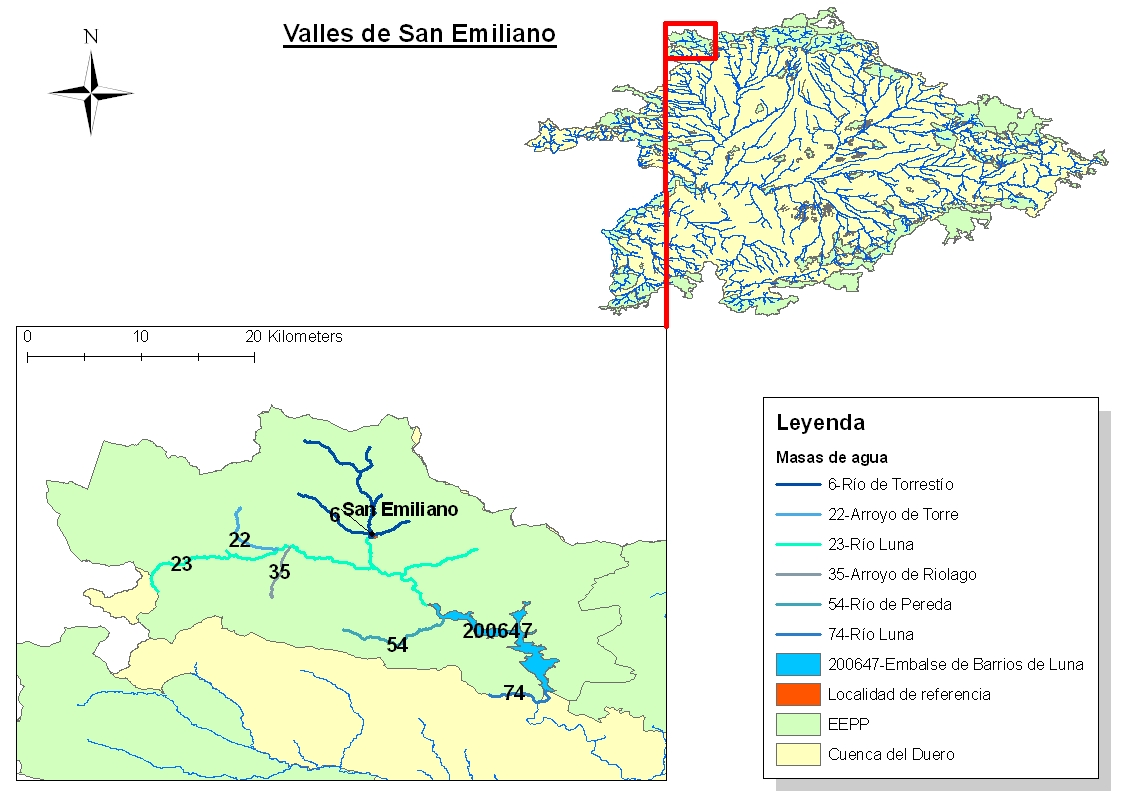 N
Valles de San Emiliano
0 10 20 Kilometers
6 San Emiliano
22
23
35
200647
54
74
Leyenda
Masas de agua
6-Río de Torrestío
22-Arroyo de Torre
23-Río Luna
35-Arroyo de Riolago
54-Río de Pereda
74-Río Luna
200647-Embalse de Barrios de Luna
Localidad de referencia
EEPP
Cuenca del Duero